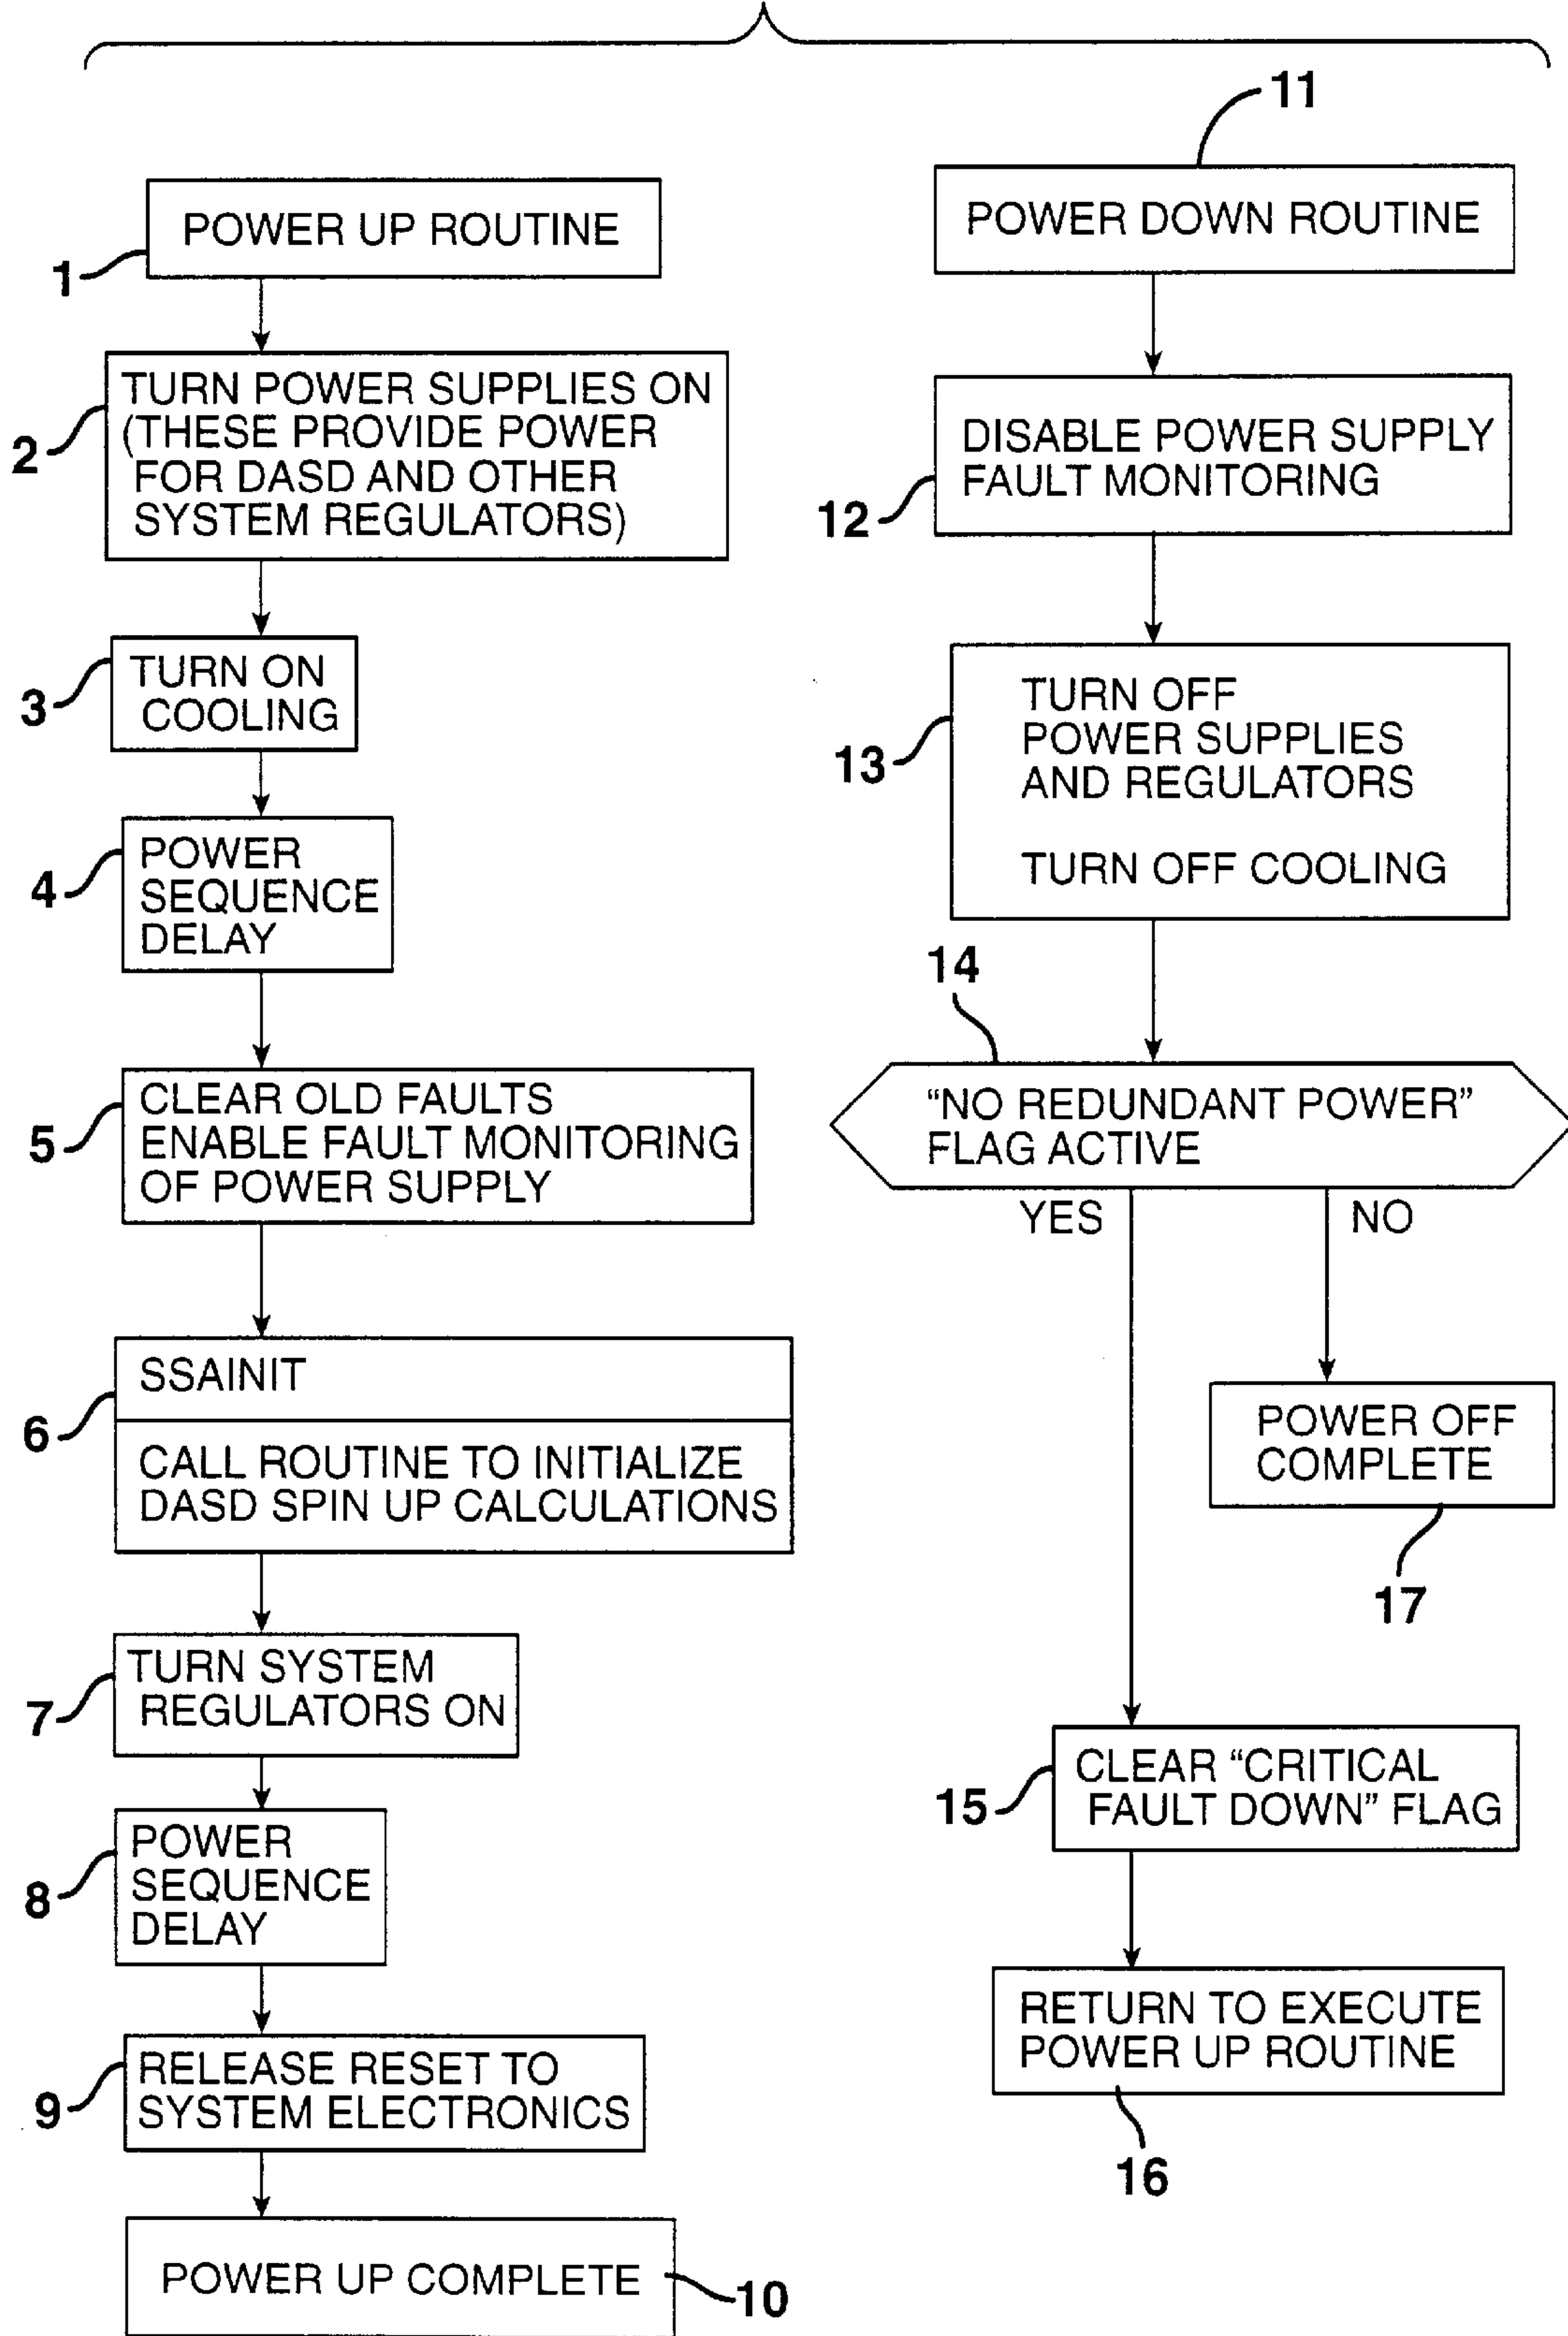 POWER UP ROUTINE
1
TURN POWER SUPPLIES ON
(THESE PROVIDE POWER
FOR DASD AND OTHER
SYSTEM REGULATORS)
2
TURN ON
COOLING
3
POWER
SEQUENCE
DELAY
4
CLEAR OLD FAULTS
ENABLE FAULT MONITORING
OF POWER SUPPLY
5
SSAINIT
CALL ROUTINE TO INITIALIZE
DASD SPIN UP CALCULATIONS
6
TURN SYSTEM
REGULATORS ON
7
POWER
SEQUENCE
DELAY
8
RELEASE RESET TO
SYSTEM ELECTRONICS
9
POWER UP COMPLETE
10
11
POWER DOWN ROUTINE
DISABLE POWER SUPPLY
FAULT MONITORING
12
TURN OFF
POWER SUPPLIES
AND REGULATORS
TURN OFF COOLING
13
14
“NO REDUNDANT POWER”
FLAG ACTIVE
YES
NO
POWER OFF
COMPLETE
17
CLEAR “CRITICAL
FAULT DOWN” FLAG
15
RETURN TO EXECUTE
POWER UP ROUTINE
16